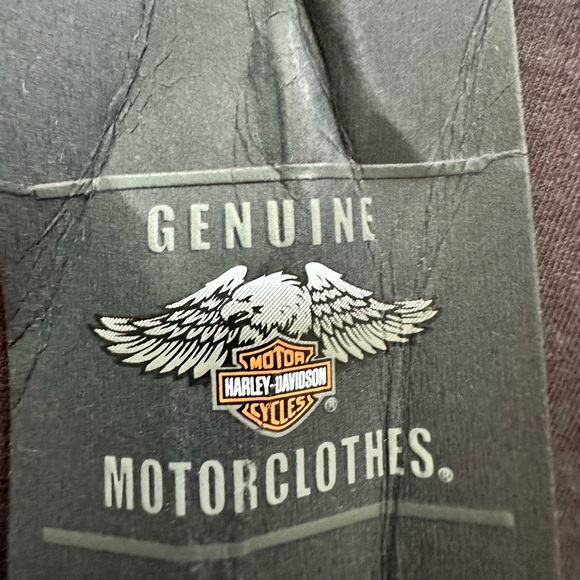 GENUINE
MOTOR
HARLEY-DAVIDSON
CYCLES ®
MOTORCLOTHES®